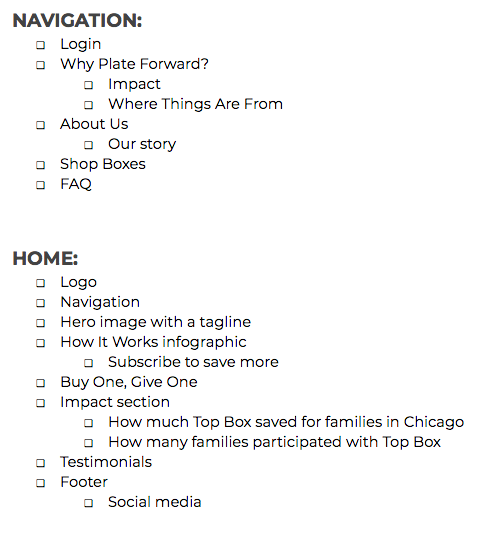 NAVIGATION:
❑ Login
❑ Why Plate Forward?
❑ Impact
❑ Where Things Are From
❑ About Us
❑ Our story
❑ Shop Boxes
❑ FAQ
HOME:
❑ Logo
❑ Navigation
❑ Hero image with a tagline
❑ How It Works infographic
❑ Subscribe to save more
❑ Buy One, Give One
❑ Impact section
❑ How much Top Box saved for families in Chicago
❑ How many families participated with Top Box
❑ Testimonials
❑ Footer
❑ Social media